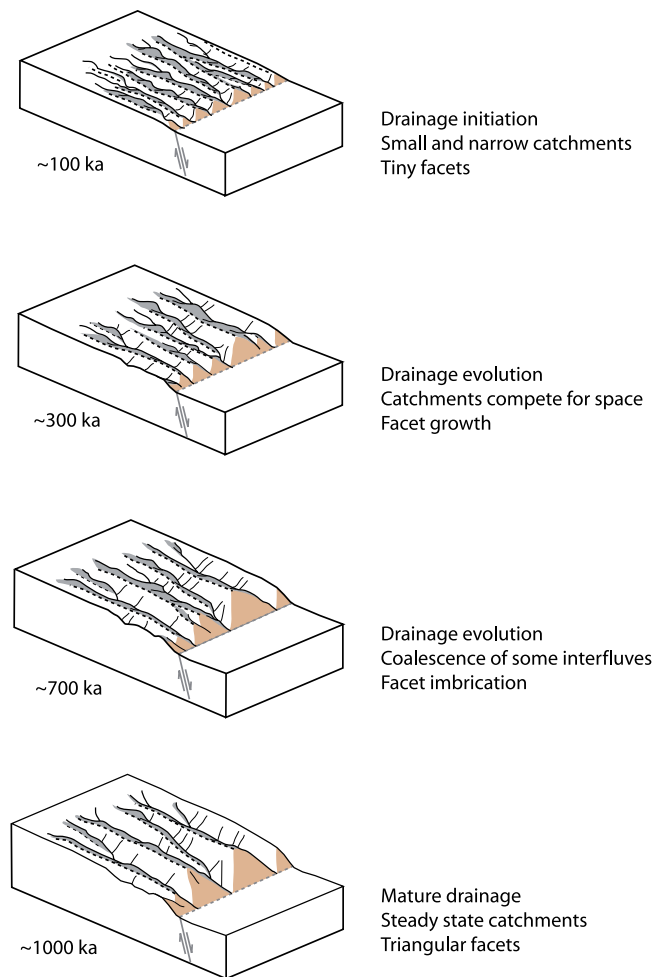 Drainage initiation
Small and narrow catchments
Tiny facets
~100 ka
Drainage evolution
Catchments compete for space
Facet growth
~300 ka
Drainage evolution
Coalescence of some interfluves
Facet imbrication
~700 ka
Mature drainage
Steady state catchments
Triangular facets
~1000 ka